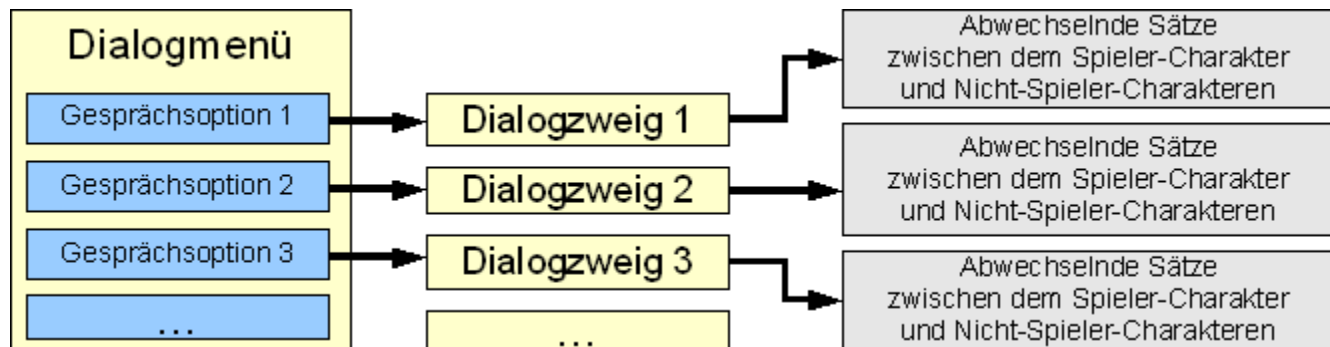 Dialogmenü
Gesprächsoption 1
Gesprächsoption 2
Gesprächsoption 3
...
Dialogzweig 1
Dialogzweig 2
Dialogzweig 3
...
Abwechselnde Sätze
zwischen dem Spieler-Charakter
und Nicht-Spieler-Charakteren
Abwechselnde Sätze
zwischen dem Spieler-Charakter
und Nicht-Spieler-Charakteren
Abwechselnde Sätze
zwischen dem Spieler-Charakter
und Nicht-Spieler-Charakteren